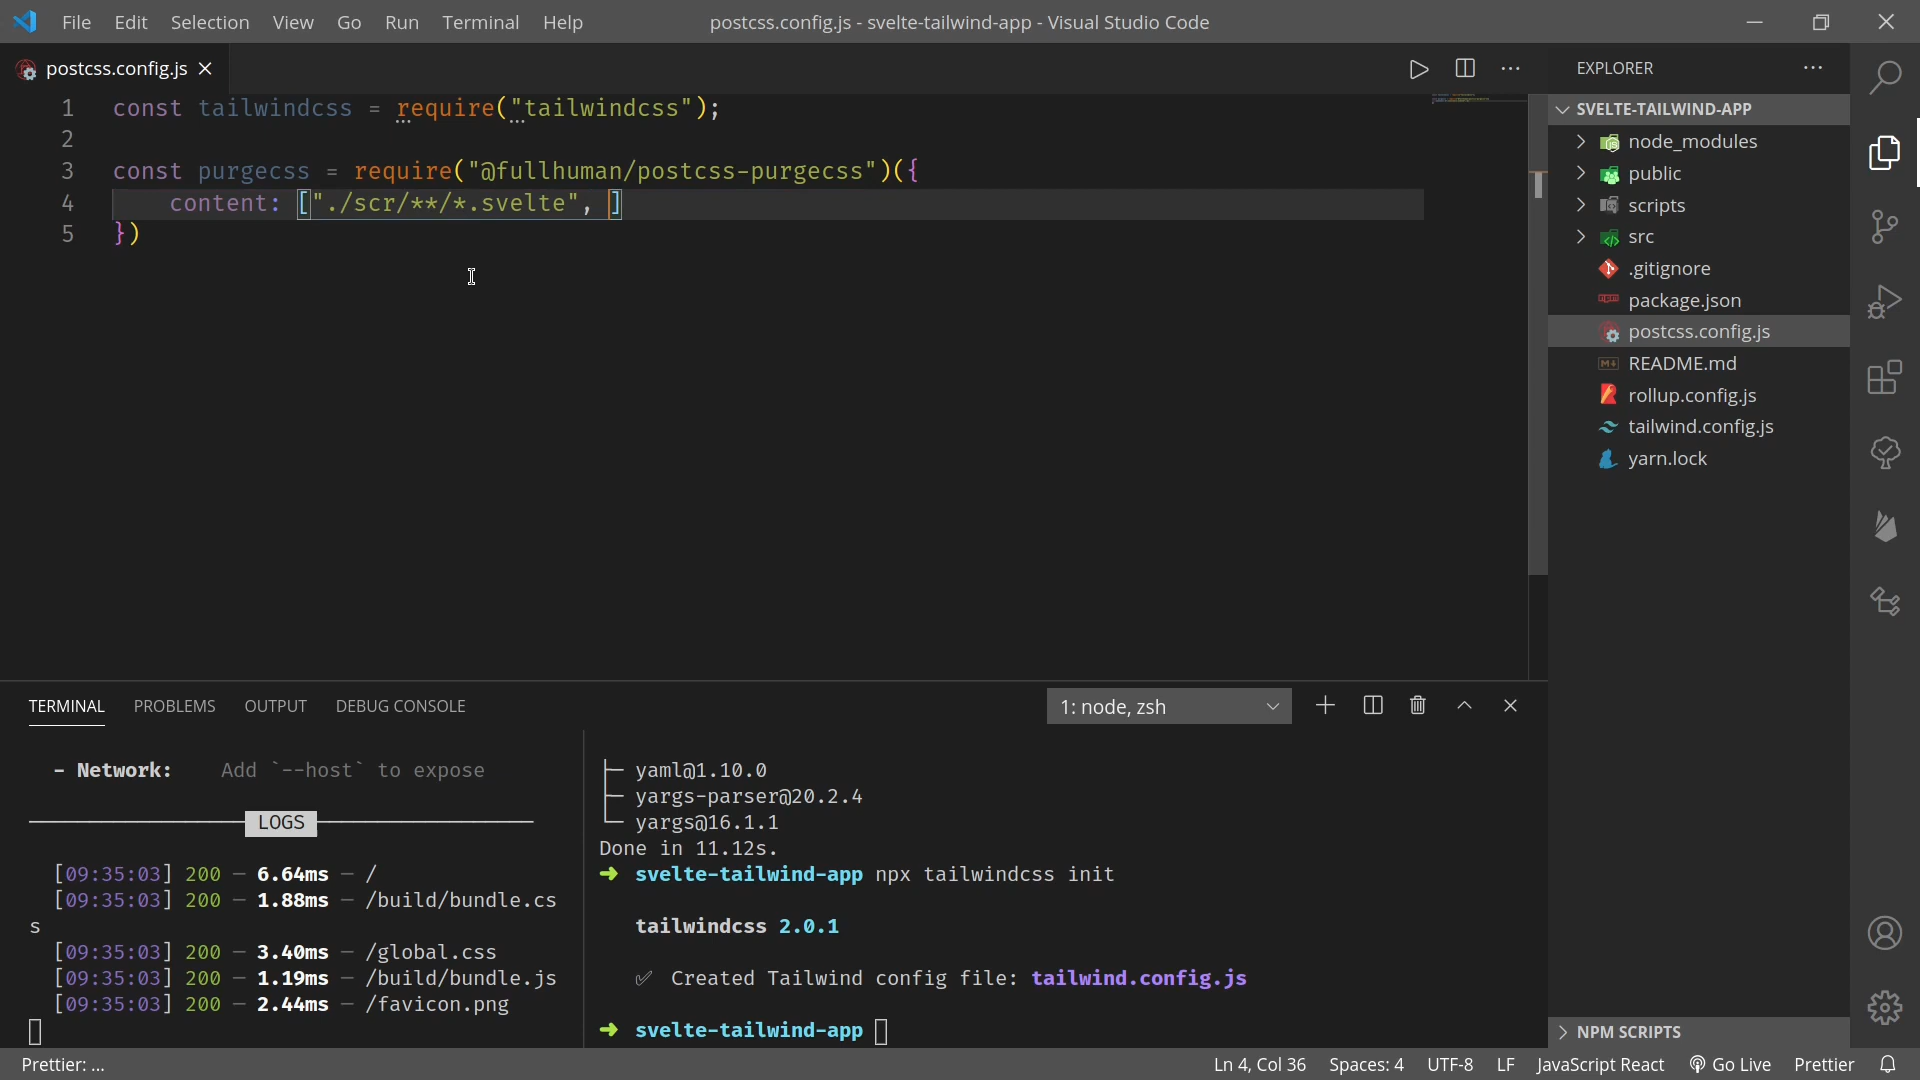 File Edit Selection View Go Run Terminal Help
postcss.config.js - svelte-tailwind-app - Visual Studio Code
postcss.config.js
1 const tailwindcss = require("tailwindcss");
2
3 const purgecss = require("@fullhuman/postcss-purgecss")({
4 content: ["./scr/**/*.svelte", ]
5 })
EXPLORER
SVELTE-TAILWIND-APP
node_modules
public
scripts
src
.gitignore
package.json
postcss.config.js
README.md
rollup.config.js
tailwind.config.js
yarn.lock
NPM SCRIPTS
TERMINAL PROBLEMS OUTPUT DEBUG CONSOLE
1: node, zsh
- Network: Add `--host` to expose
LOGS
[09:35:03] 200 — 6.64ms — /
[09:35:03] 200 — 1.88ms — /build/bundle.cs
s
[09:35:03] 200 — 3.40ms — /global.css
[09:35:03] 200 — 1.19ms — /build/bundle.js
[09:35:03] 200 — 2.44ms — /favicon.png
├─ yaml@1.10.0
├─ yargs-parser@20.2.4
└─ yargs@16.1.1
Done in 11.12s.
➜ svelte-tailwind-app npx tailwindcss init
tailwindcss 2.0.1
✅ Created Tailwind config file: tailwind.config.js
➜ svelte-tailwind-app
Prettier: ...
Ln 4, Col 36 Spaces: 4 UTF-8 LF JavaScript React Go Live Prettier